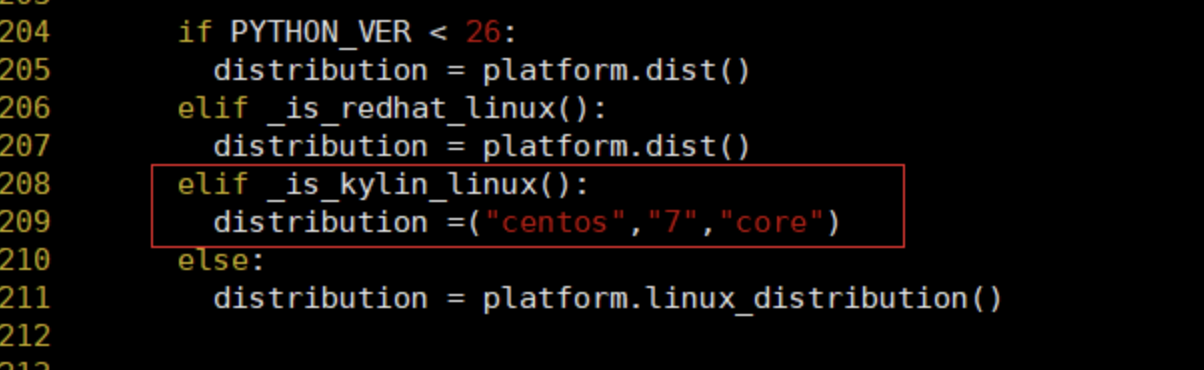 204 if PYTHON_VER < 26:
205 distribution = platform.dist()
206 elif _is_redhat_linux():
207 distribution = platform.dist()
208 elif _is_kylin_linux():
209 distribution =("centos","7","core")
210 else:
211 distribution = platform.linux_distribution()
212